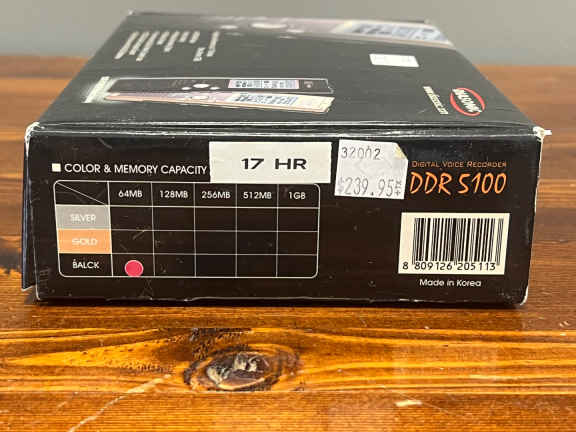 COLOR & MEMORY CAPACITY
17 HR
32002
$239.95+TX
DIGITAL VOICE RECORDER
DDR 5100
64MB 128MB 256MB 512MB 1GB
SILVER
GOLD
BALCK
8 809126 205113
Made in Korea